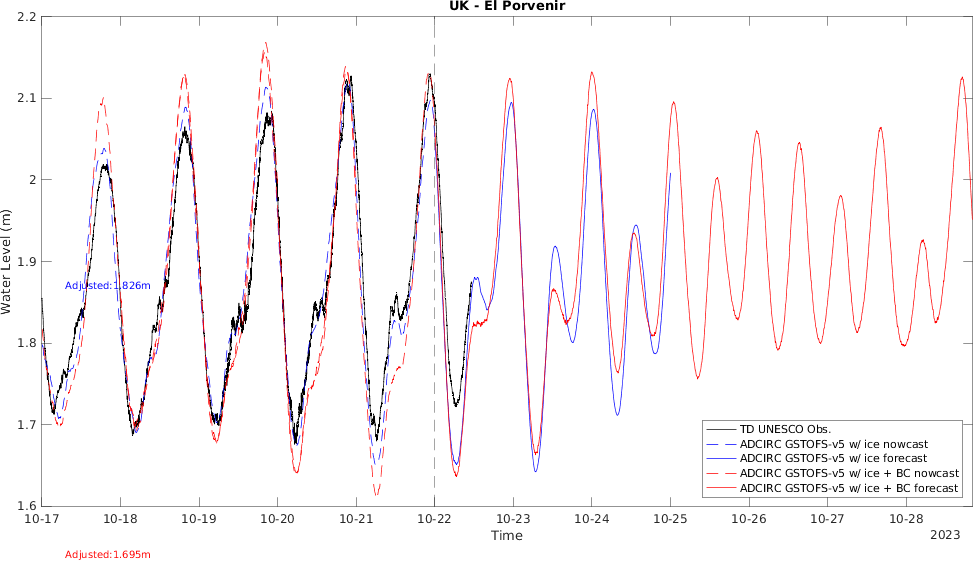 UK - El Porvenir
2.2
2.1
2
1.9
1.8
1.7
1.6
Water Level (m)
Adjusted:1.826m
TD UNESCO Obs.
ADCIRC GSTOFS-v5 w/ ice nowcast
ADCIRC GSTOFS-v5 w/ ice forecast
ADCIRC GSTOFS-v5 w/ ice + BC nowcast
ADCIRC GSTOFS-v5 w/ ice + BC forecast
10-17 10-18 10-19 10-20 10-21 10-22 10-23 10-24 10-25 10-26 10-27 10-28
Time
2023
Adjusted:1.695m